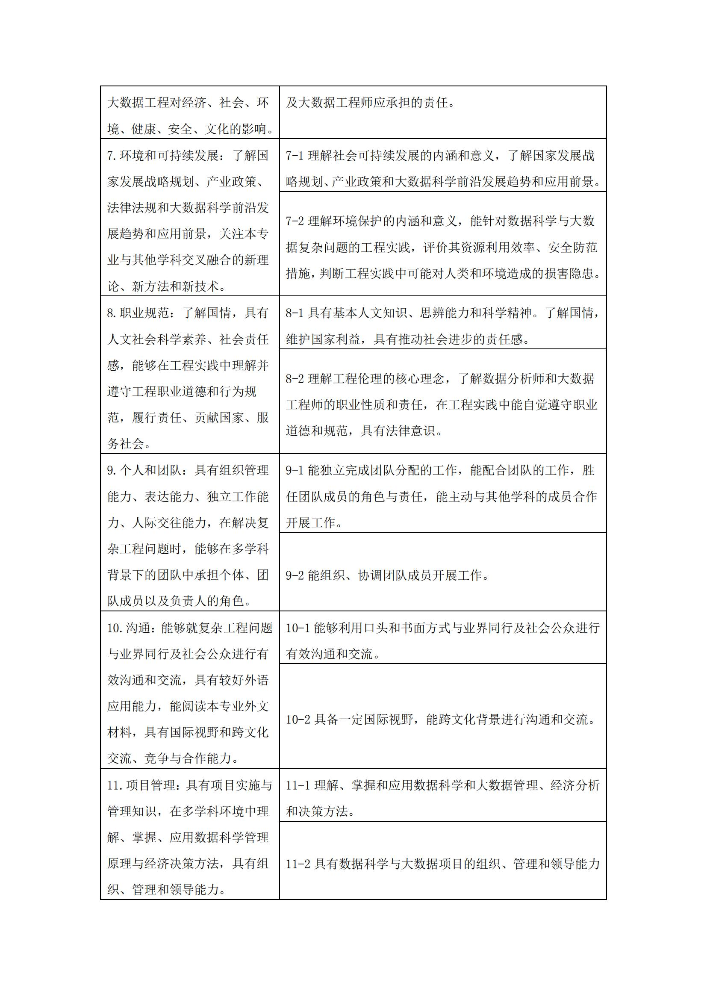 大数据工程对经济、社会、环
境、健康、安全、文化的影响。
及大数据工程师应承担的责任。
7.环境和可持续发展：了解国
家发展战略规划、产业政策、
法律法规和大数据科学前沿发
展趋势和应用前景，关注本专
业与其他学科交叉融合的新理
论、新方法和新技术。
7-1 理解社会可持续发展的内涵和意义，了解国家发展战
略规划、产业政策和大数据科学前沿发展趋势和应用前景。
7-2 理解环境保护的内涵和意义，能针对数据科学与大数
据复杂问题的工程实践，评价其资源利用效率、安全防范
措施，判断工程实践中可能对人类和环境造成的损害隐患。
8.职业规范：了解国情，具有
人文社会科学素养、社会责任
感，能够在工程实践中理解并
遵守工程职业道德和行为规
范，履行责任、贡献国家、服
务社会。
8-1 具有基本人文知识、思辨能力和科学精神。了解国情，
维护国家利益，具有推动社会进步的责任感。
8-2 理解工程伦理的核心理念，了解数据分析师和大数据
工程师的职业性质和责任，在工程实践中能自觉遵守职业
道德和规范，具有法律意识。
9.个人和团队：具有组织管理
能力、表达能力、独立工作能
力、人际交往能力，在解决复
杂工程问题时，能够在多学科
背景下的团队中承担个体、团
队成员以及负责人的角色。
9-1 能独立完成团队分配的工作，能配合团队的工作，胜
任团队成员的角色与责任，能主动与其他学科的成员合作
开展工作。
9-2 能组织、协调团队成员开展工作。
10.沟通：能够就复杂工程问题
与业界同行及社会公众进行有
效沟通和交流，具有较好外语
应用能力，能阅读本专业外文
材料，具有国际视野和跨文化
交流、竞争与合作能力。
10-1 能够利用口头和书面方式与业界同行及社会公众进行
有效沟通和交流。
10-2 具备一定国际视野，能跨文化背景进行沟通和交流。
11.项目管理：具有项目实施与
管理知识，在多学科环境中理
解、掌握、应用数据科学管理
原理与经济决策方法，具有组
织、管理和领导能力。
11-1 理解、掌握和应用数据科学和大数据管理、经济分析
和决策方法。
11-2 具有数据科学与大数据项目的组织、管理和领导能力